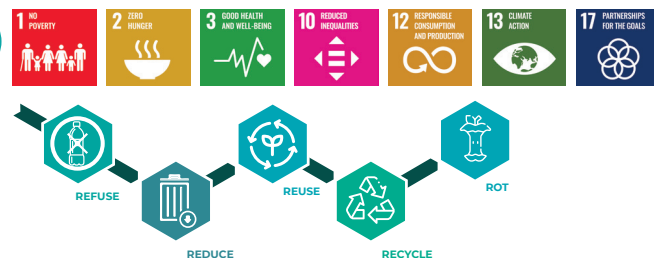 1 NO
POVERTY
2 ZERO
HUNGER
3 GOOD HEALTH
AND WELL-BEING
10 REDUCED
INEQUALITIES
12 RESPONSIBLE
CONSUMPTION
AND PRODUCTION
13 CLIMATE
ACTION
17 PARTNERSHIPS
FOR THE GOALS
REFUSE
REDUCE
REUSE
RECYCLE
ROT